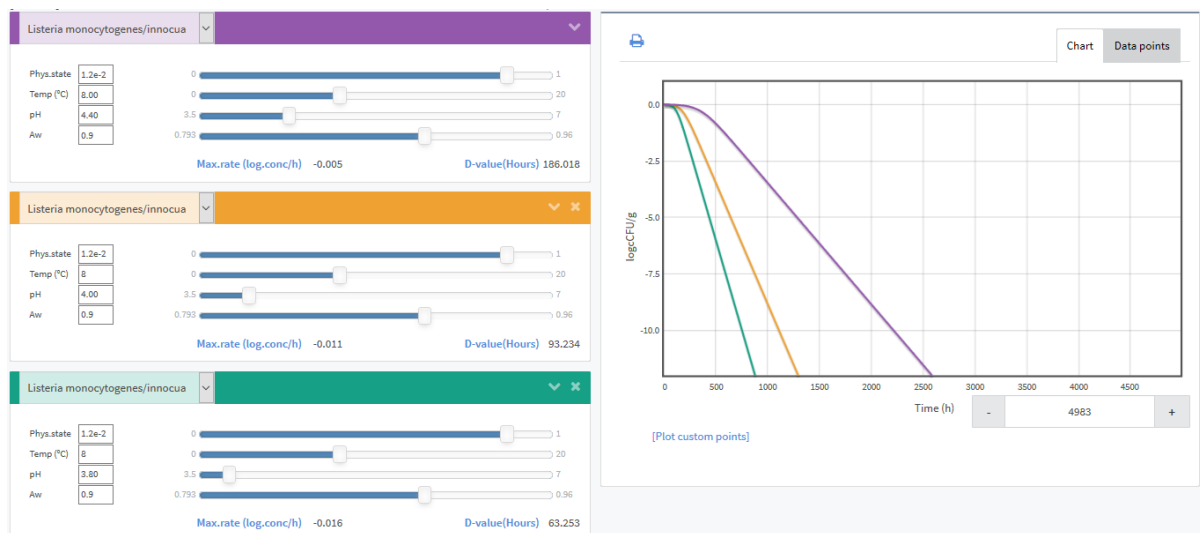 Listeria monocytogenes/innocua
Phys.state 1.2e-2 0 1
Temp (ºC) 8.00 0 20
pH 4.40 3.5 7
Aw 0.9 0.793 0.96
Max.rate (log.conc/h) -0.005 D-value(Hours) 186.018
Listeria monocytogenes/innocua
Phys.state 1.2e-2 0 1
Temp (ºC) 8 0 20
pH 4.00 3.5 7
Aw 0.9 0.793 0.96
Max.rate (log.conc/h) -0.011 D-value(Hours) 93.234
Listeria monocytogenes/innocua
Phys.state 1.2e-2 0 1
Temp (ºC) 8 0 20
pH 3.80 3.5 7
Aw 0.9 0.793 0.96
Max.rate (log.conc/h) -0.016 D-value(Hours) 63.253
Chart Data points
0.0
-2.5
-5.0
-7.5
-10.0
logcCFU/g
0 500 1000 1500 2000 2500 3000 3500 4000 4500
Time (h) - 4983 +
[Plot custom points]